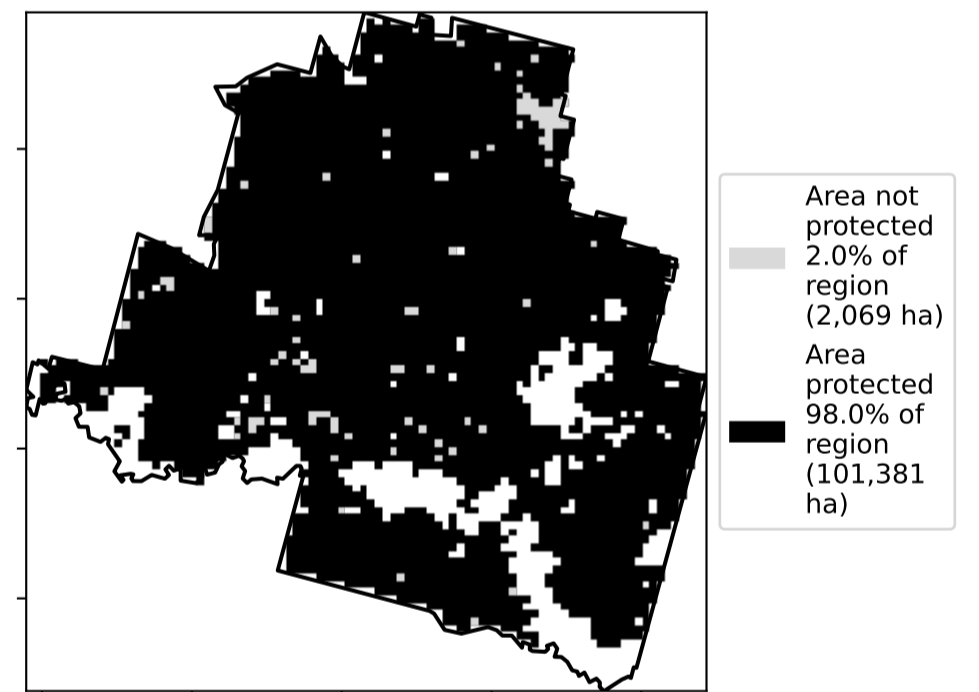 Area not
protected
2.0% of
region
(2,069 ha)
Area
protected
98.0% of
region
(101,381
ha)